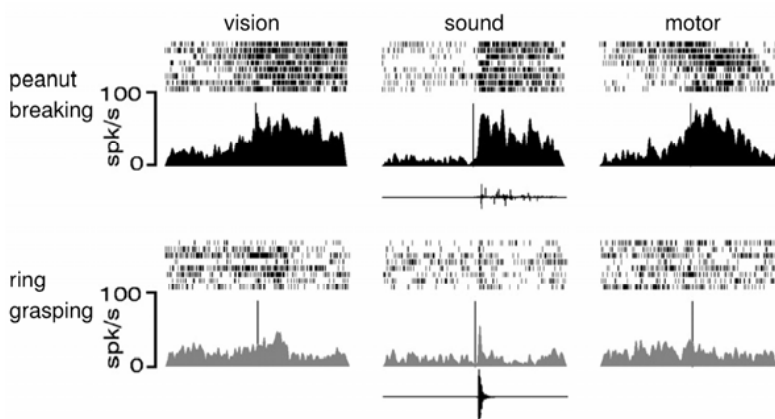 vision sound motor
peanut
breaking
100
spk/s
0
ring
grasping
100
spk/s
0